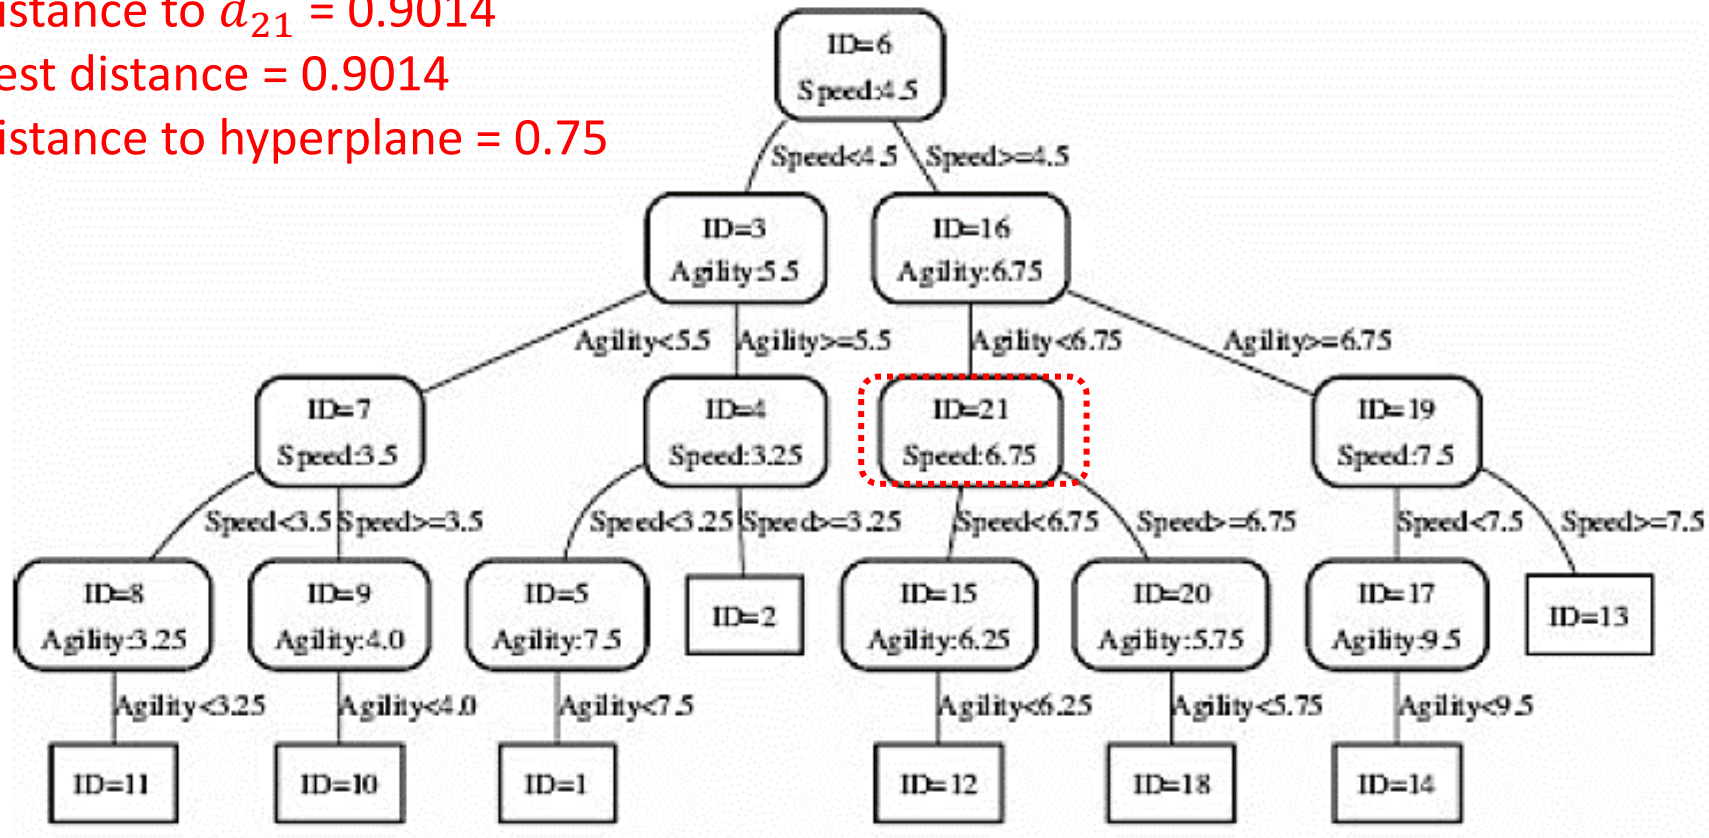 istance to d₂₁ = 0.9014
est distance = 0.9014
istance to hyperplane = 0.75
ID=6
Speed:4.5
Speed<4.5 Speed>=4.5
ID=3
Agility:5.5
ID=16
Agility:6.75
Agility<5.5 Agility>=5.5 Agility<6.75 Agility>=6.75
ID=7
Speed:3.5
ID=4
Speed:3.25
ID=21
Speed:6.75
ID=19
Speed:7.5
Speed<3.5 Speed>=3.5 Speed<3.25 Speed>=3.25 Speed<6.75 Speed>=6.75 Speed<7.5 Speed>=7.5
ID=8
Agility:3.25
ID=9
Agility:4.0
ID=5
Agility:7.5
ID=2
ID=15
Agility:6.25
ID=20
Agility:5.75
ID=17
Agility:9.5
ID=13
Agility<3.25 Agility<4.0 Agility<7.5 Agility<6.25 Agility<5.75 Agility<9.5
ID=11
ID=10
ID=1
ID=12
ID=18
ID=14